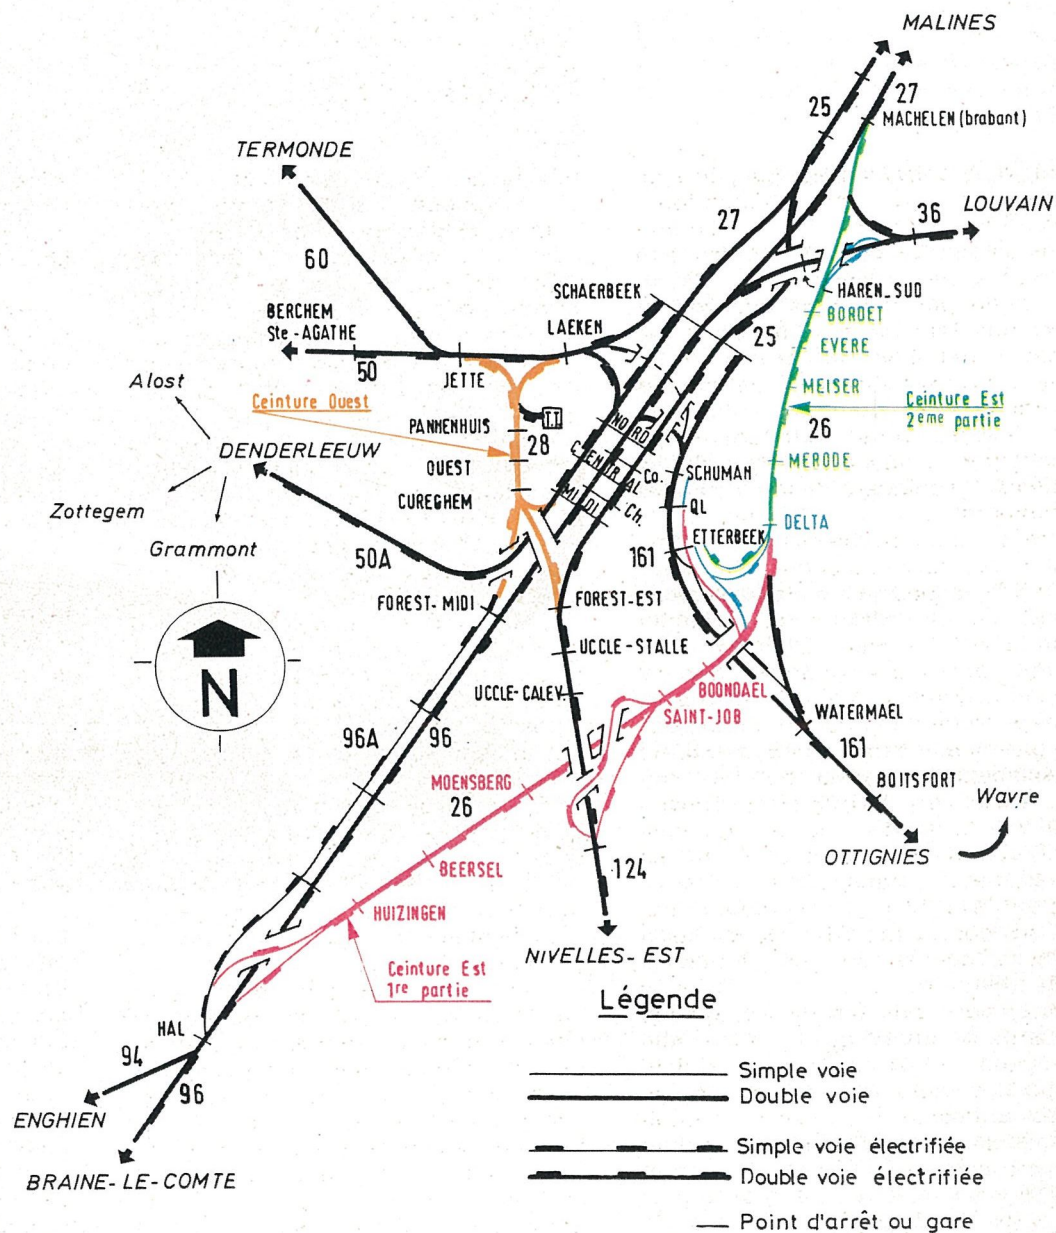 MALINES
25
27
MACHELEN (brabant)
TERMONDE
27
36
LOUVAIN
60
SCHAERBEEK
HAREN-SUD
BERCHEM
Ste-AGATHE
LAEKEN
25
BORDET
EVERE
50
JETTE
Alost
Ceinture Ouest
MEISER
Ceinture Est
2eme partie
T.T
PANNENHUIS
NORD
26
28
DENDERLEEUW
OUEST
CENTRAL
Co.
SCHUMAN
MERODE
CUREGHEM
MIDI
Ch.
QL
Zottegem
DELTA
ETTERBEEK
Grammont
50A
161
FOREST-MIDI
FOREST-EST
UCCLE-STALLE
N
UCCLE-CALEV.
BOONDAEL
SAINT-JOB
WATERMAEL
96A
96
161
MOENSBERG
BOITSFORT
26
Wavre
OTTIGNIES
BEERSEL
124
HUIZINGEN
NIVELLES-EST
Ceinture Est
1re partie
Légende
HAL
94
Simple voie
96
Double voie
ENGHIEN
Simple voie électrifiée
BRAINE-LE-COMTE
Double voie électrifiée
Point d'arrêt ou gare